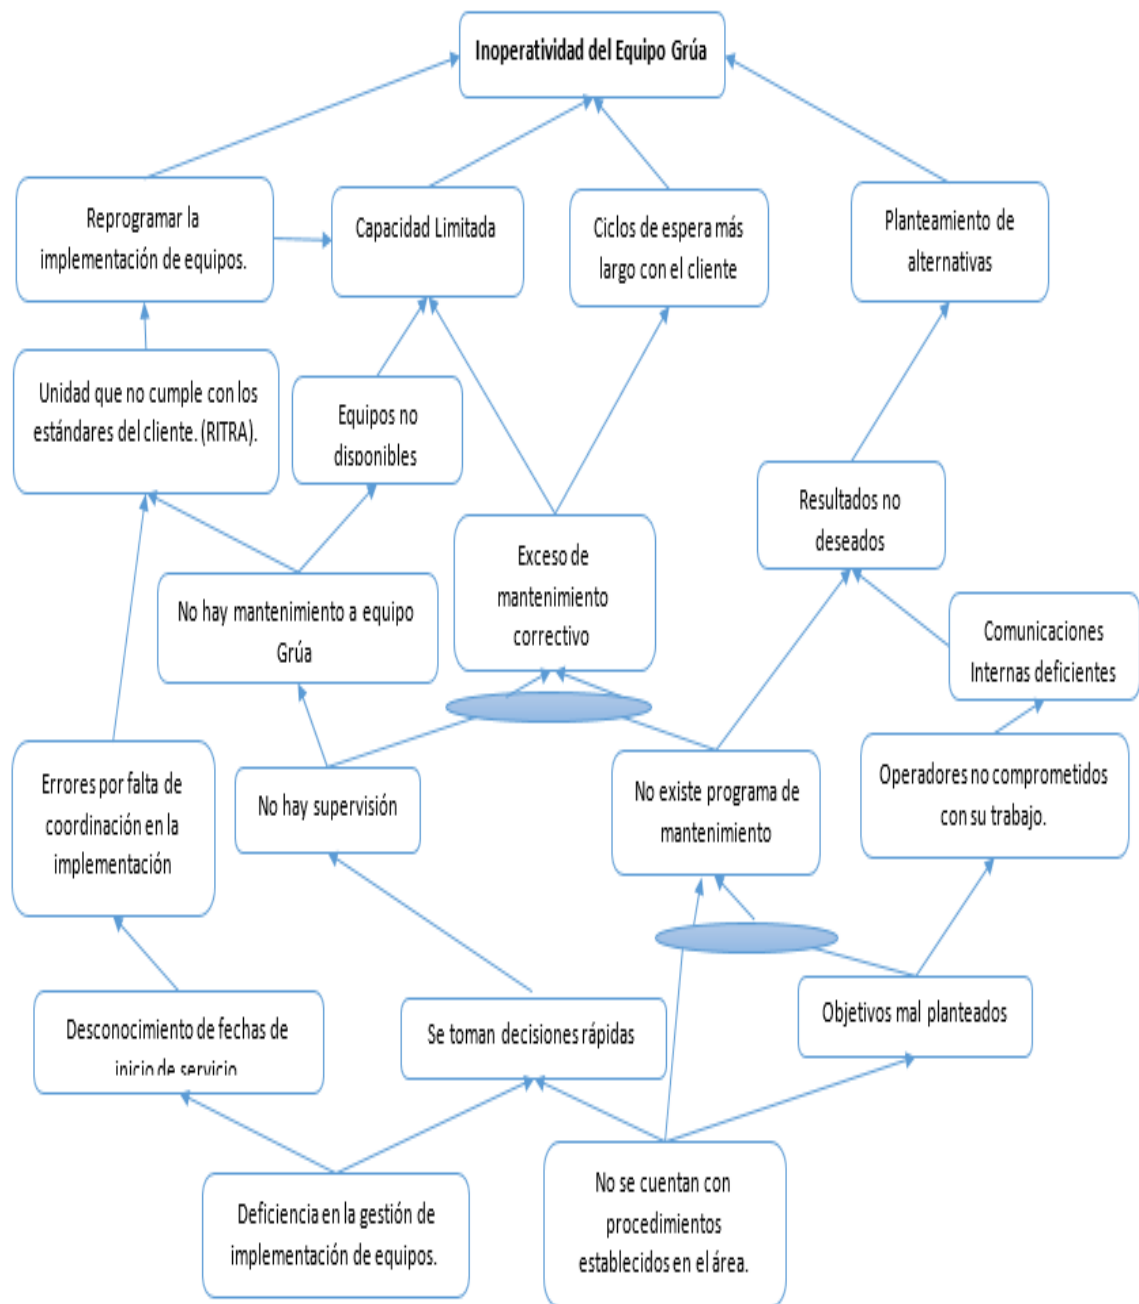 Inoperatividad del Equipo Grúa
Reprogramar la
implementación de equipos.
Capacidad Limitada
Ciclos de espera más
largo con el cliente
Planteamiento de
alternativas
Unidad que no cumple con los
estándares del cliente. (RITRA).
Equipos no
disponibles
Resultados no
deseados
Exceso de
mantenimiento
correctivo
No hay mantenimiento a equipo
Grúa
Comunicaciones
Internas deficientes
Errores por falta de
coordinación en la
implementación
No hay supervisión
No existe programa de
mantenimiento
Operadores no comprometidos
con su trabajo.
Desconocimiento de fechas de
inicio de servicio
Se toman decisiones rápidas
Objetivos mal planteados
Deficiencia en la gestión de
implementación de equipos.
No se cuentan con
procedimientos
establecidos en el área.